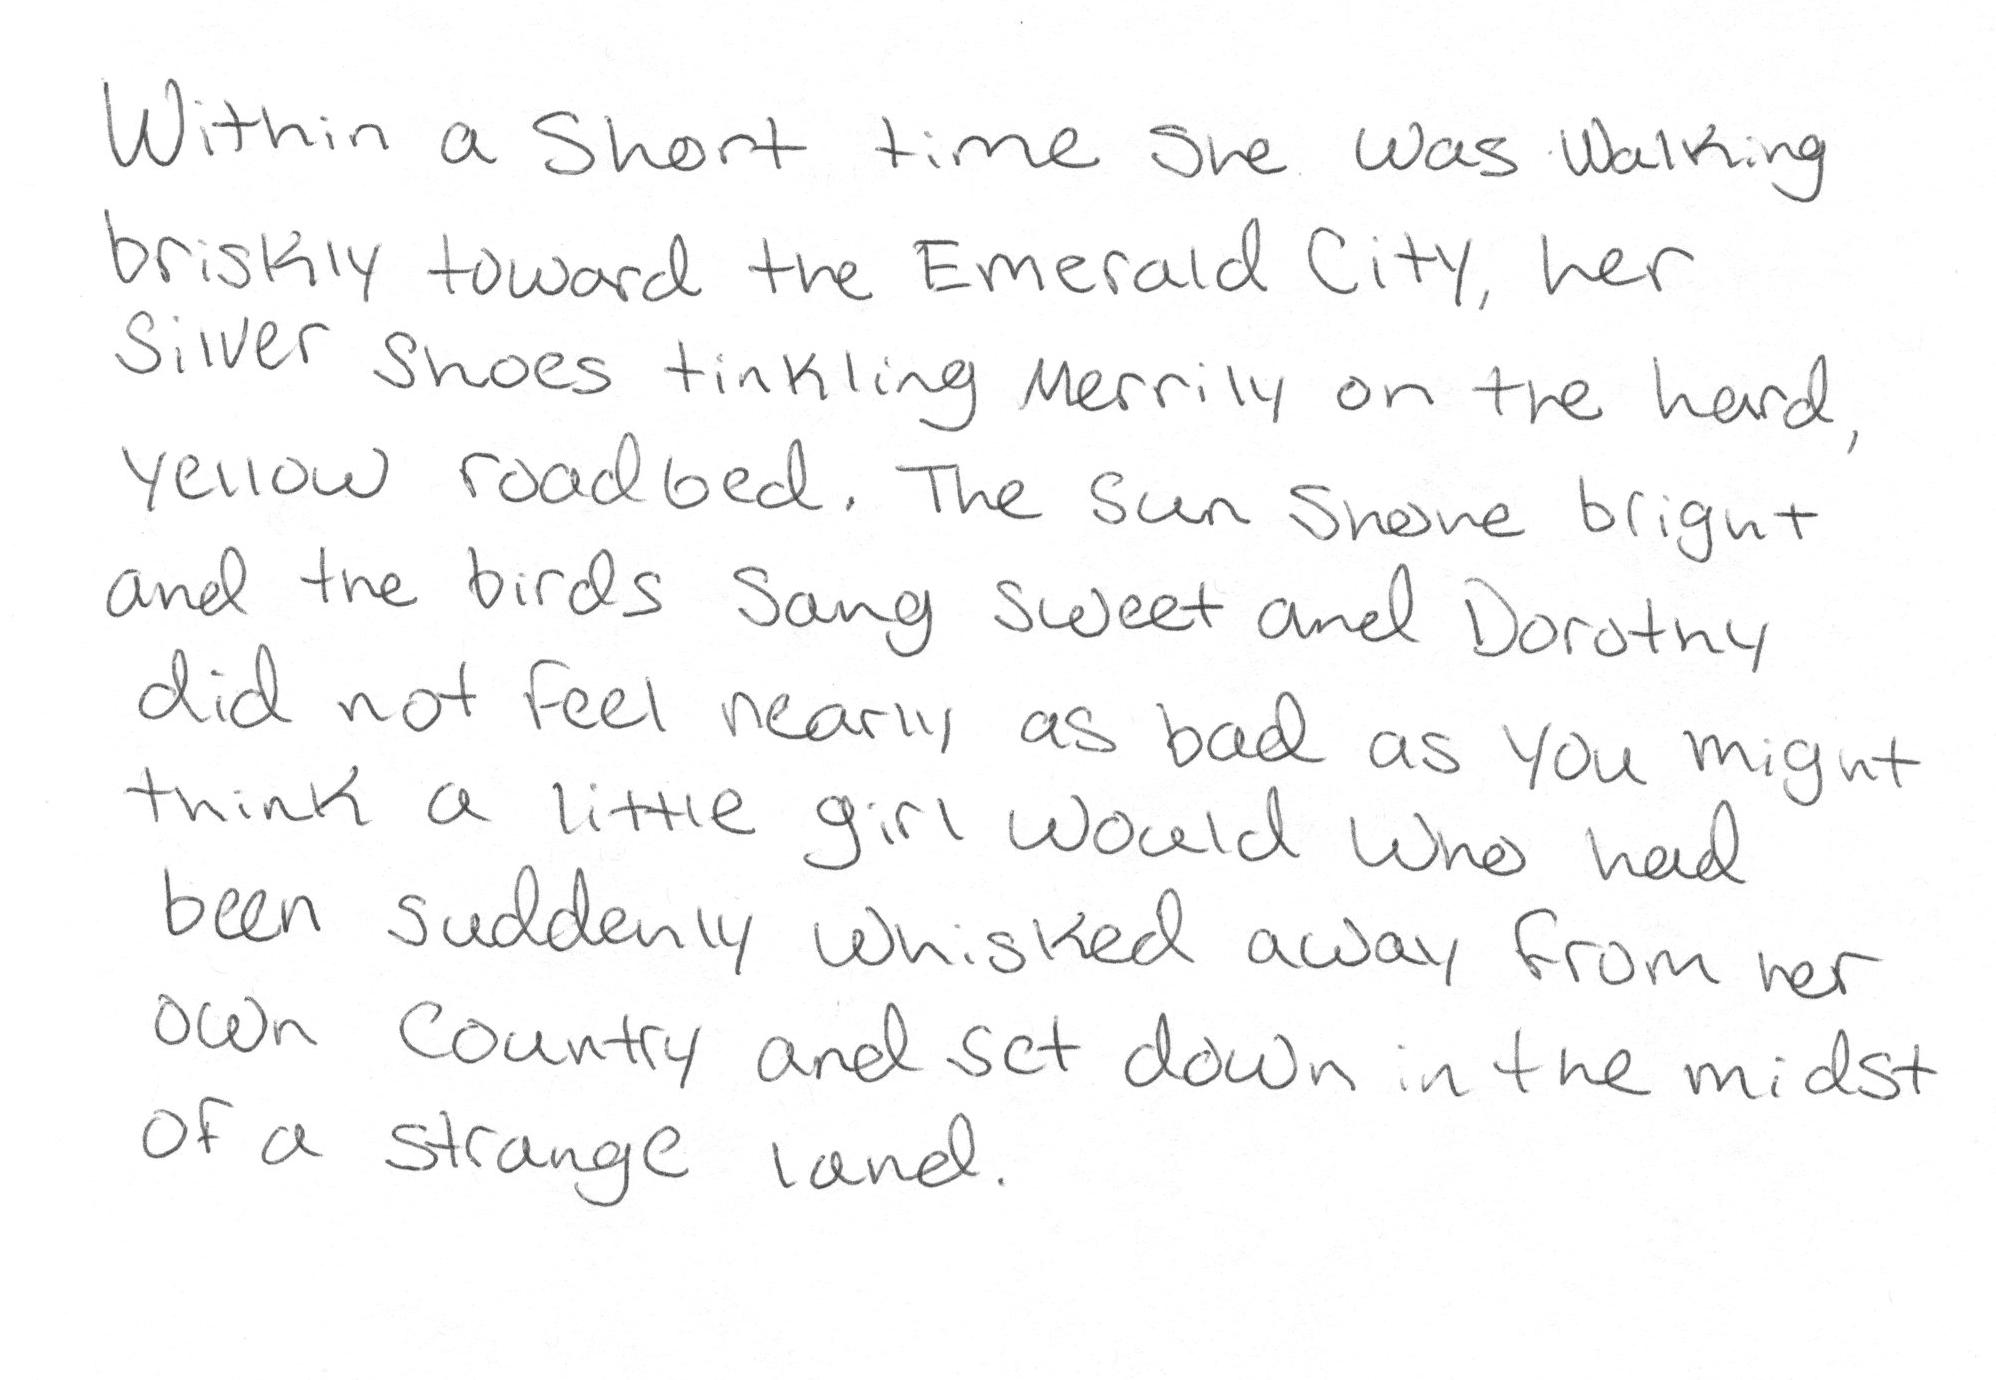 Within a Short time She was Walking
briskly toward the Emerald City, her
Silver Shoes tinkling Merrily on the hard,
yellow roadbed. The Sun Shone bright
and the birds Sang Sweet and Dorothy
did not feel nearly as bad as you might
think a little girl would who had
been suddenly whisked away from her
own Country and set down in the midst
of a strange land.